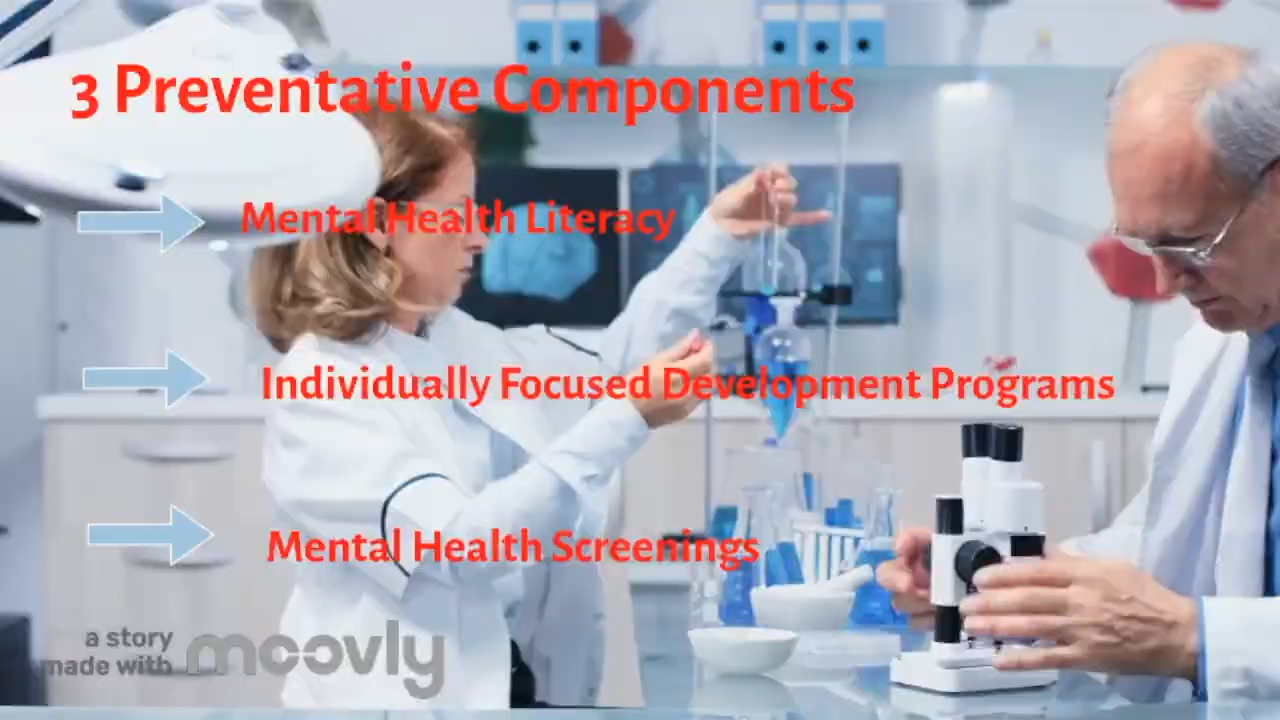 3 Preventative Components
Mental Health Literacy
Individually Focused Development Programs
Mental Health Screenings
a story
made with moovly